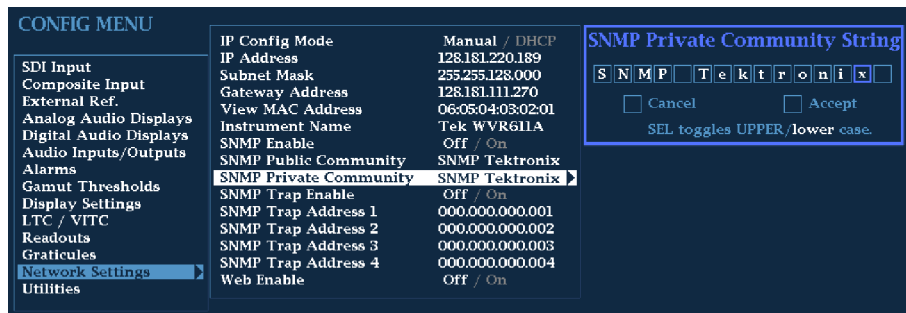 CONFIG MENU
SDI Input
Composite Input
External Ref.
Analog Audio Displays
Digital Audio Displays
Audio Inputs/Outputs
Alarms
Gamut Thresholds
Display Settings
LTC / VITC
Readouts
Graticules
Network Settings
Utilities
IP Config Mode Manual / DHCP
IP Address 128.181.220.189
Subnet Mask 255.255.128.000
Gateway Address 128.181.111.270
View MAC Address 06:05:04:03:02:01
Instrument Name Tek WVR611A
SNMP Enable Off / On
SNMP Public Community SNMP Tektronix
SNMP Private Community SNMP Tektronix
SNMP Trap Enable Off / On
SNMP Trap Address 1 000.000.000.001
SNMP Trap Address 2 000.000.000.002
SNMP Trap Address 3 000.000.000.003
SNMP Trap Address 4 000.000.000.004
Web Enable Off / On
SNMP Private Community String
SNMP Tektronix
Cancel Accept
SEL toggles UPPER/lower case.